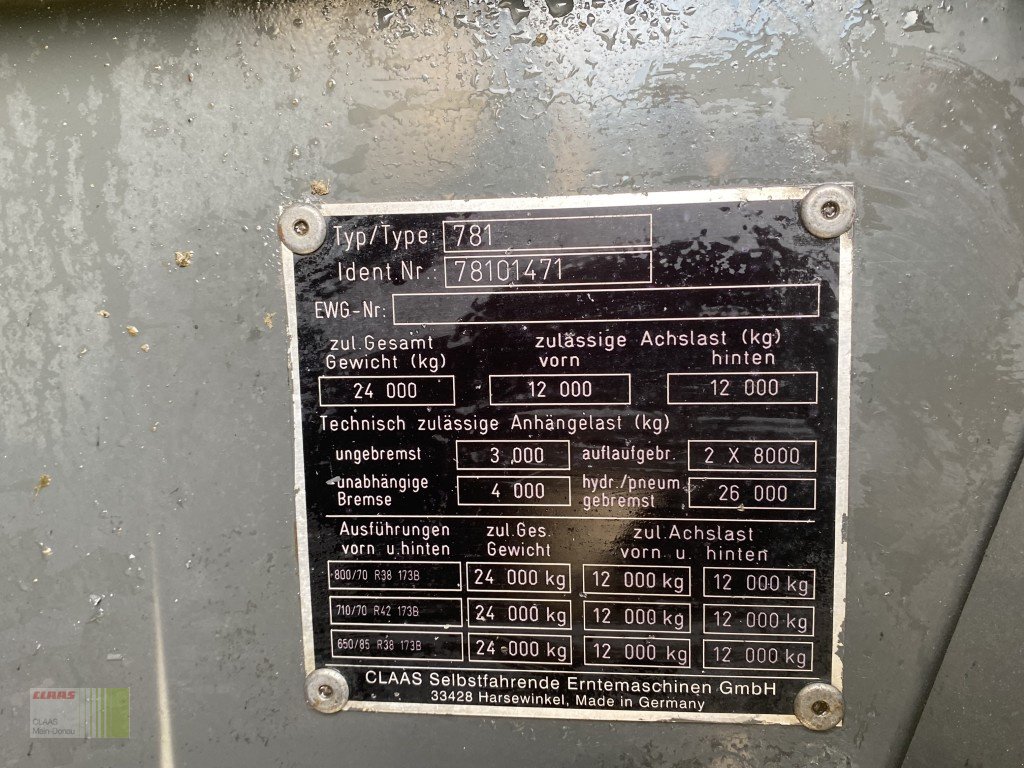 Typ/Type: 781
Ident.Nr.: 78101471
EWG-Nr:
zul.Gesamt zulässige Achslast (kg)
Gewicht (kg) vorn hinten
24 000 12 000 12 000
Technisch zulässige Anhängelast (kg)
ungebremst 3 000 auflaufgebr. 2 X 8000
unabhängige hydr./pneum.
Bremse 4 000 gebremst 26 000
Ausführungen zul.Ges. zul.Achslast
vorn u.hinten Gewicht vorn u. hinten
800/70 R38 173B 24 000 kg 12 000 kg 12 000 kg
710/70 R42 173B 24 000 kg 12 000 kg 12 000 kg
650/85 R38 173B 24 000 kg 12 000 kg 12 000 kg
CLAAS Selbstfahrende Erntemaschinen GmbH
33428 Harsewinkel, Made in Germany
CLAAS
CLAAS
Main-Donau